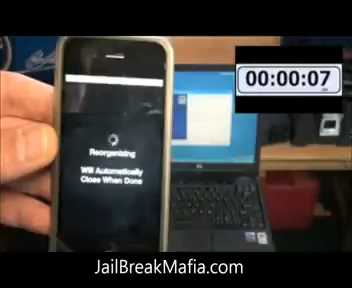 00:00:07
Reorganizing
Will Automatically
Close When Done
JailBreakMafia.com